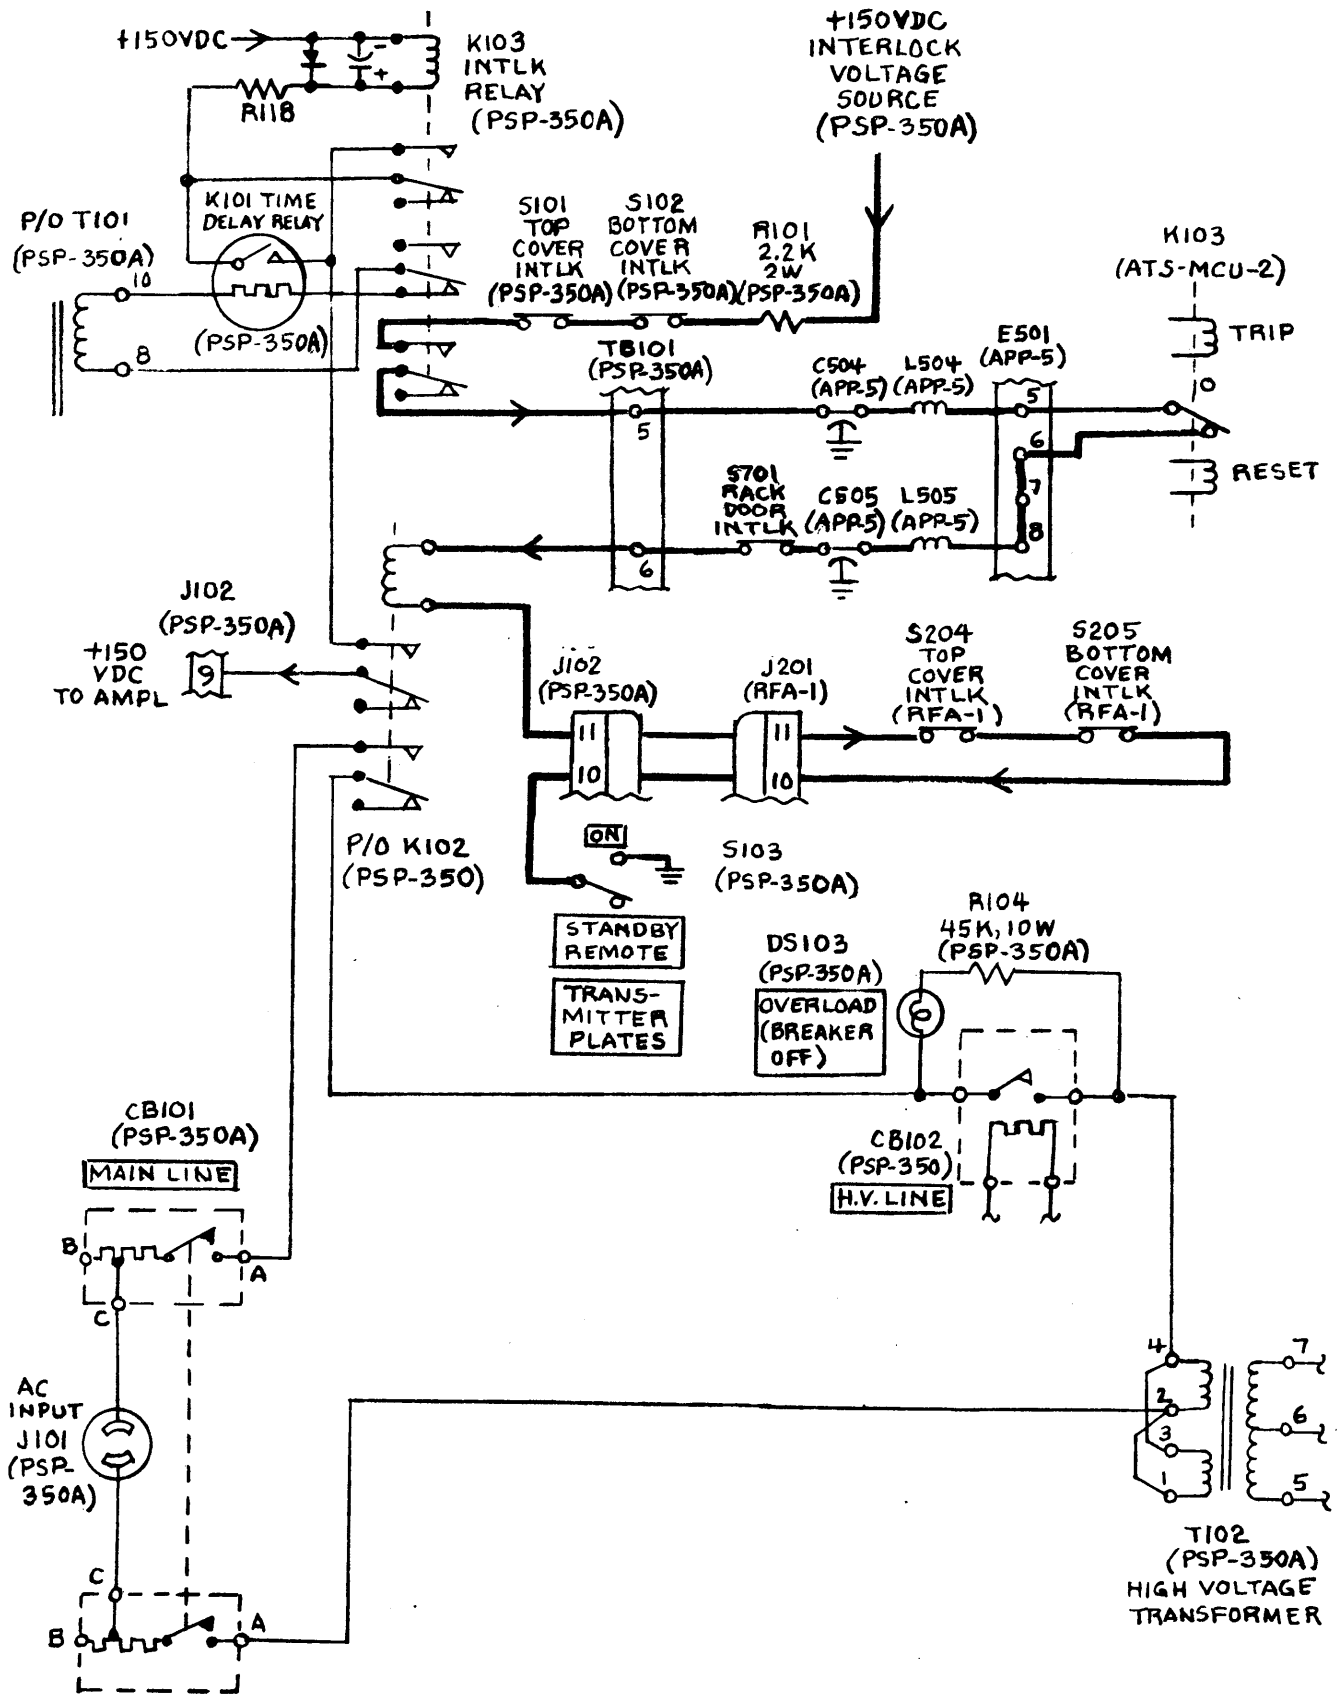 +150VDC
K103
INTLK
RELAY
(PSP-350A)
R118
+150VDC
INTERLOCK
VOLTAGE
SOURCE
(PSP-350A)
-
+
K101 TIME
DELAY RELAY
(PSP-350A)
P/O T101
(PSP-350A)
10
8
S101
TOP
COVER
INTLK
(PSP-350A)
S102
BOTTOM
COVER
INTLK
(PSP-350A)
R101
2.2K
2W
(PSP-350A)
K103
(ATS-MCU-2)
TRIP
RESET
TB101
(PSP-350A)
5
6
C504
(APP-5)
L504
(APP-5)
E501
(APP-5)
5
6
7
8
S701
RACK
DOOR
INTLK
C505
(APP-5)
L505
(APP-5)
J102
(PSP-350A)
+150
VDC
TO AMPL
9
J102
(PSP-350A)
11
10
J201
(RFA-1)
11
10
S204
TOP
COVER
INTLK
(RFA-1)
S205
BOTTOM
COVER
INTLK
(RFA-1)
P/O K102
(PSP-350)
ON
S103
(PSP-350A)
STANDBY
REMOTE
TRANS-
MITTER
PLATES
DS103
(PSP-350A)
OVERLOAD
(BREAKER
OFF)
R104
45K, 10W
(PSP-350A)
CB102
(PSP-350)
H.V. LINE
CB101
(PSP-350A)
MAIN LINE
B
A
C
AC
INPUT
J101
(PSP-
350A)
C
B
A
4
2
3
1
7
6
5
T102
(PSP-350A)
HIGH VOLTAGE
TRANSFORMER